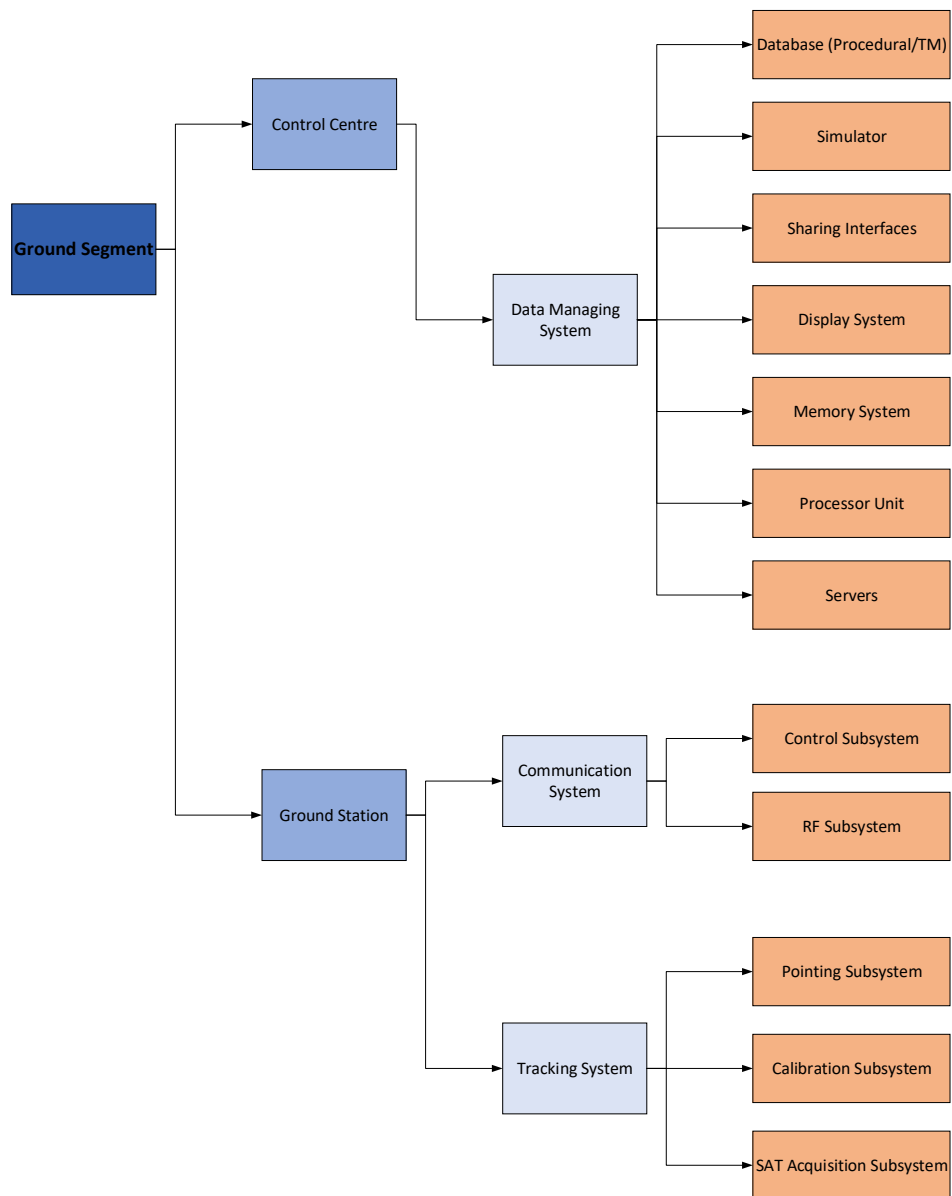 Database (Procedural/TM)
Control Centre
Simulator
Ground Segment
Sharing Interfaces
Data Managing
System
Display System
Memory System
Processor Unit
Servers
Control Subsystem
Communication
System
Ground Station
RF Subsystem
Pointing Subsystem
Tracking System
Calibration Subsystem
SAT Acquisition Subsystem